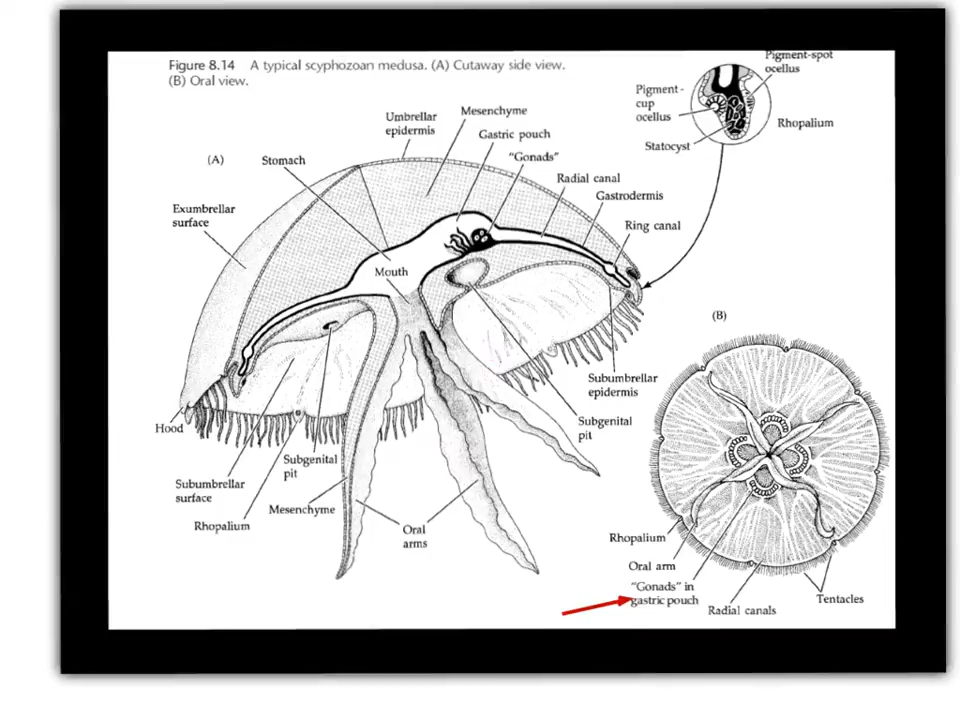 Figure 8.14 A typical scyphozoan medusa. (A) Cutaway side view.
(B) Oral view.
Pigment-spot
ocellus
Pigment-
cup
ocellus
Rhopalium
Statocyst
Umbrellar
epidermis
Mesenchyme
Gastric pouch
"Gonads"
(A)
Stomach
Radial canal
Gastrodermis
Exumbrellar
surface
Ring canal
Mouth
(B)
Subumbrellar
epidermis
Subgenital
pit
Hood
Subgenital
pit
Subumbrellar
surface
Mesenchyme
Rhopalium
Oral
arms
Rhopalium
Oral arm
"Gonads" in
gastric pouch
Radial canals
Tentacles